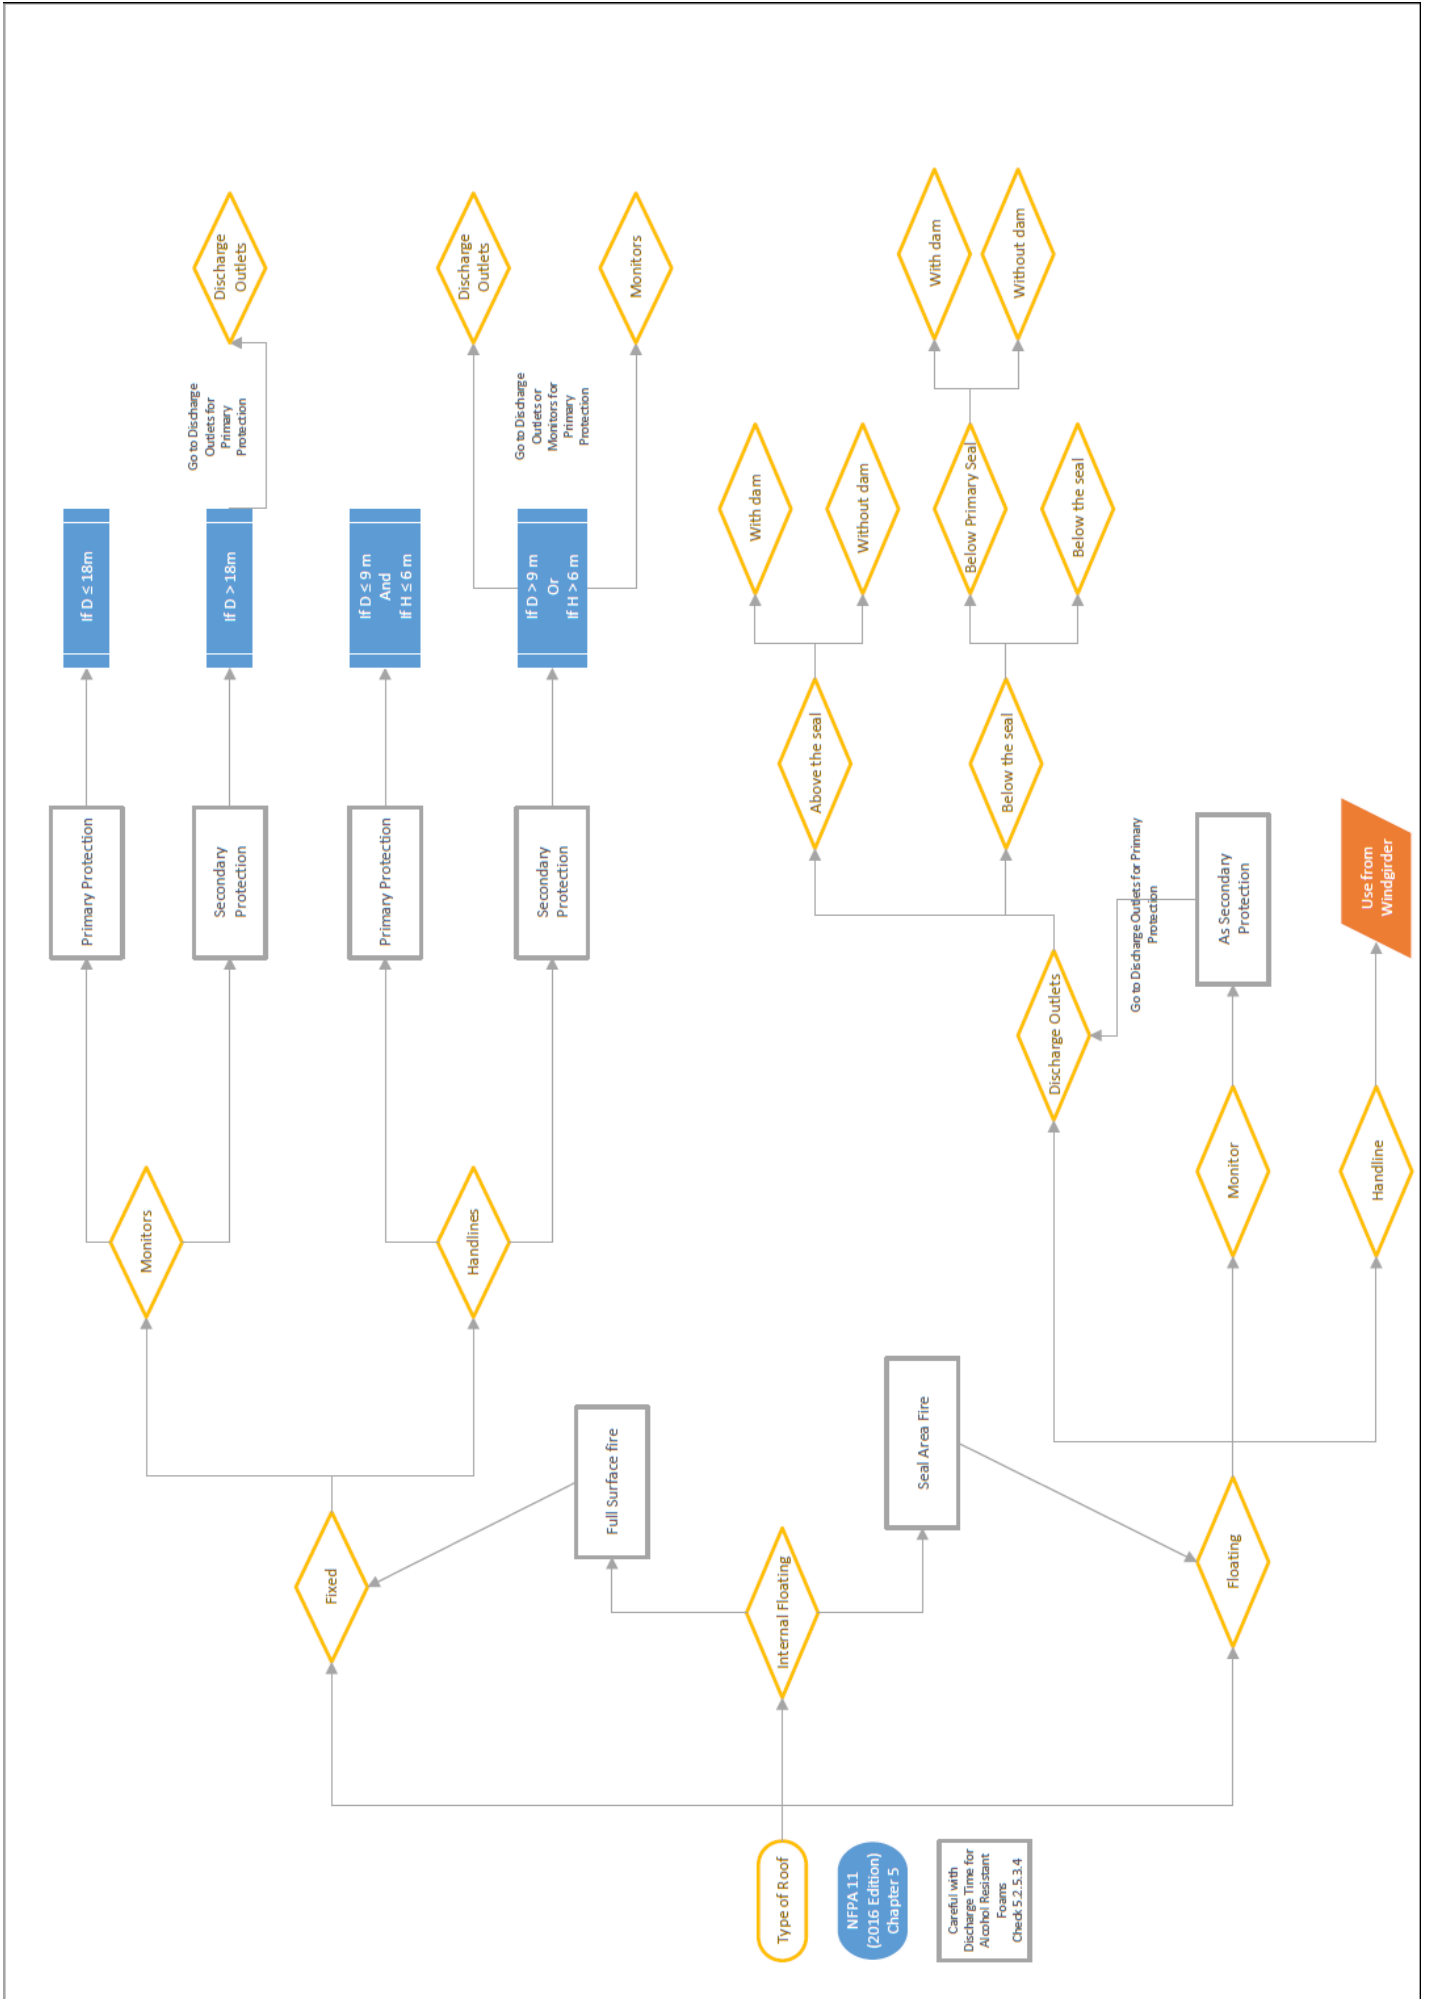 Type of Roof
NFPA 11
(2016 Edition)
Chapter 5
Careful with
Discharge Time for
Alcohol Resistant
Foams
Check 5.2.5.3.4
Fixed
Internal Floating
Floating
Full Surface fire
Seal Area Fire
Monitors
Handlines
Discharge Outlets
Monitor
Handline
Primary Protection
Secondary
Protection
Primary Protection
Secondary
Protection
Go to Discharge Outlets for Primary
Protection
As Secondary
Protection
Use from
Windgirder
If D ≤ 18m
If D > 18m
If D ≤ 9 m
And
If H ≤ 6 m
If D > 9 m
Or
If H > 6 m
Above the seal
Below the seal
Go to Discharge
Outlets for
Primary
Protection
Go to Discharge
Outlets or
Monitors for
Primary
Protection
With dam
Without dam
Below Primary Seal
Below the seal
Discharge
Outlets
Discharge
Outlets
Monitors
With dam
Without dam